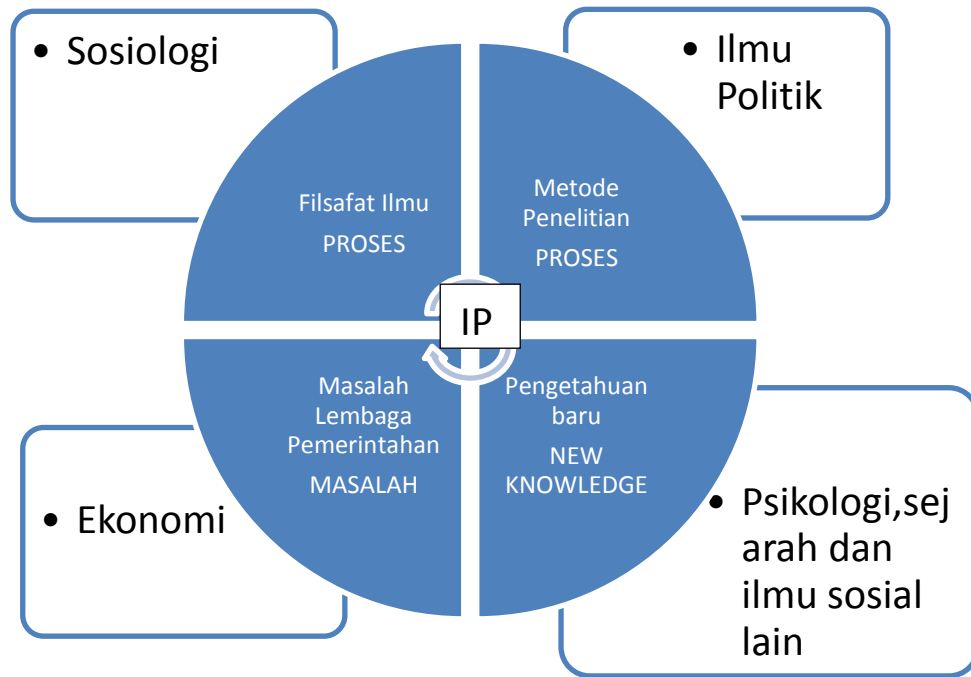 • Sosiologi
• Ilmu
Politik
Filsafat Ilmu
PROSES
Metode
Penelitian
PROSES
IP
Masalah
Lembaga
Pemerintahan
MASALAH
Pengetahuan
baru
NEW
KNOWLEDGE
• Ekonomi
• Psikologi,sej
arah dan
ilmu sosial
lain